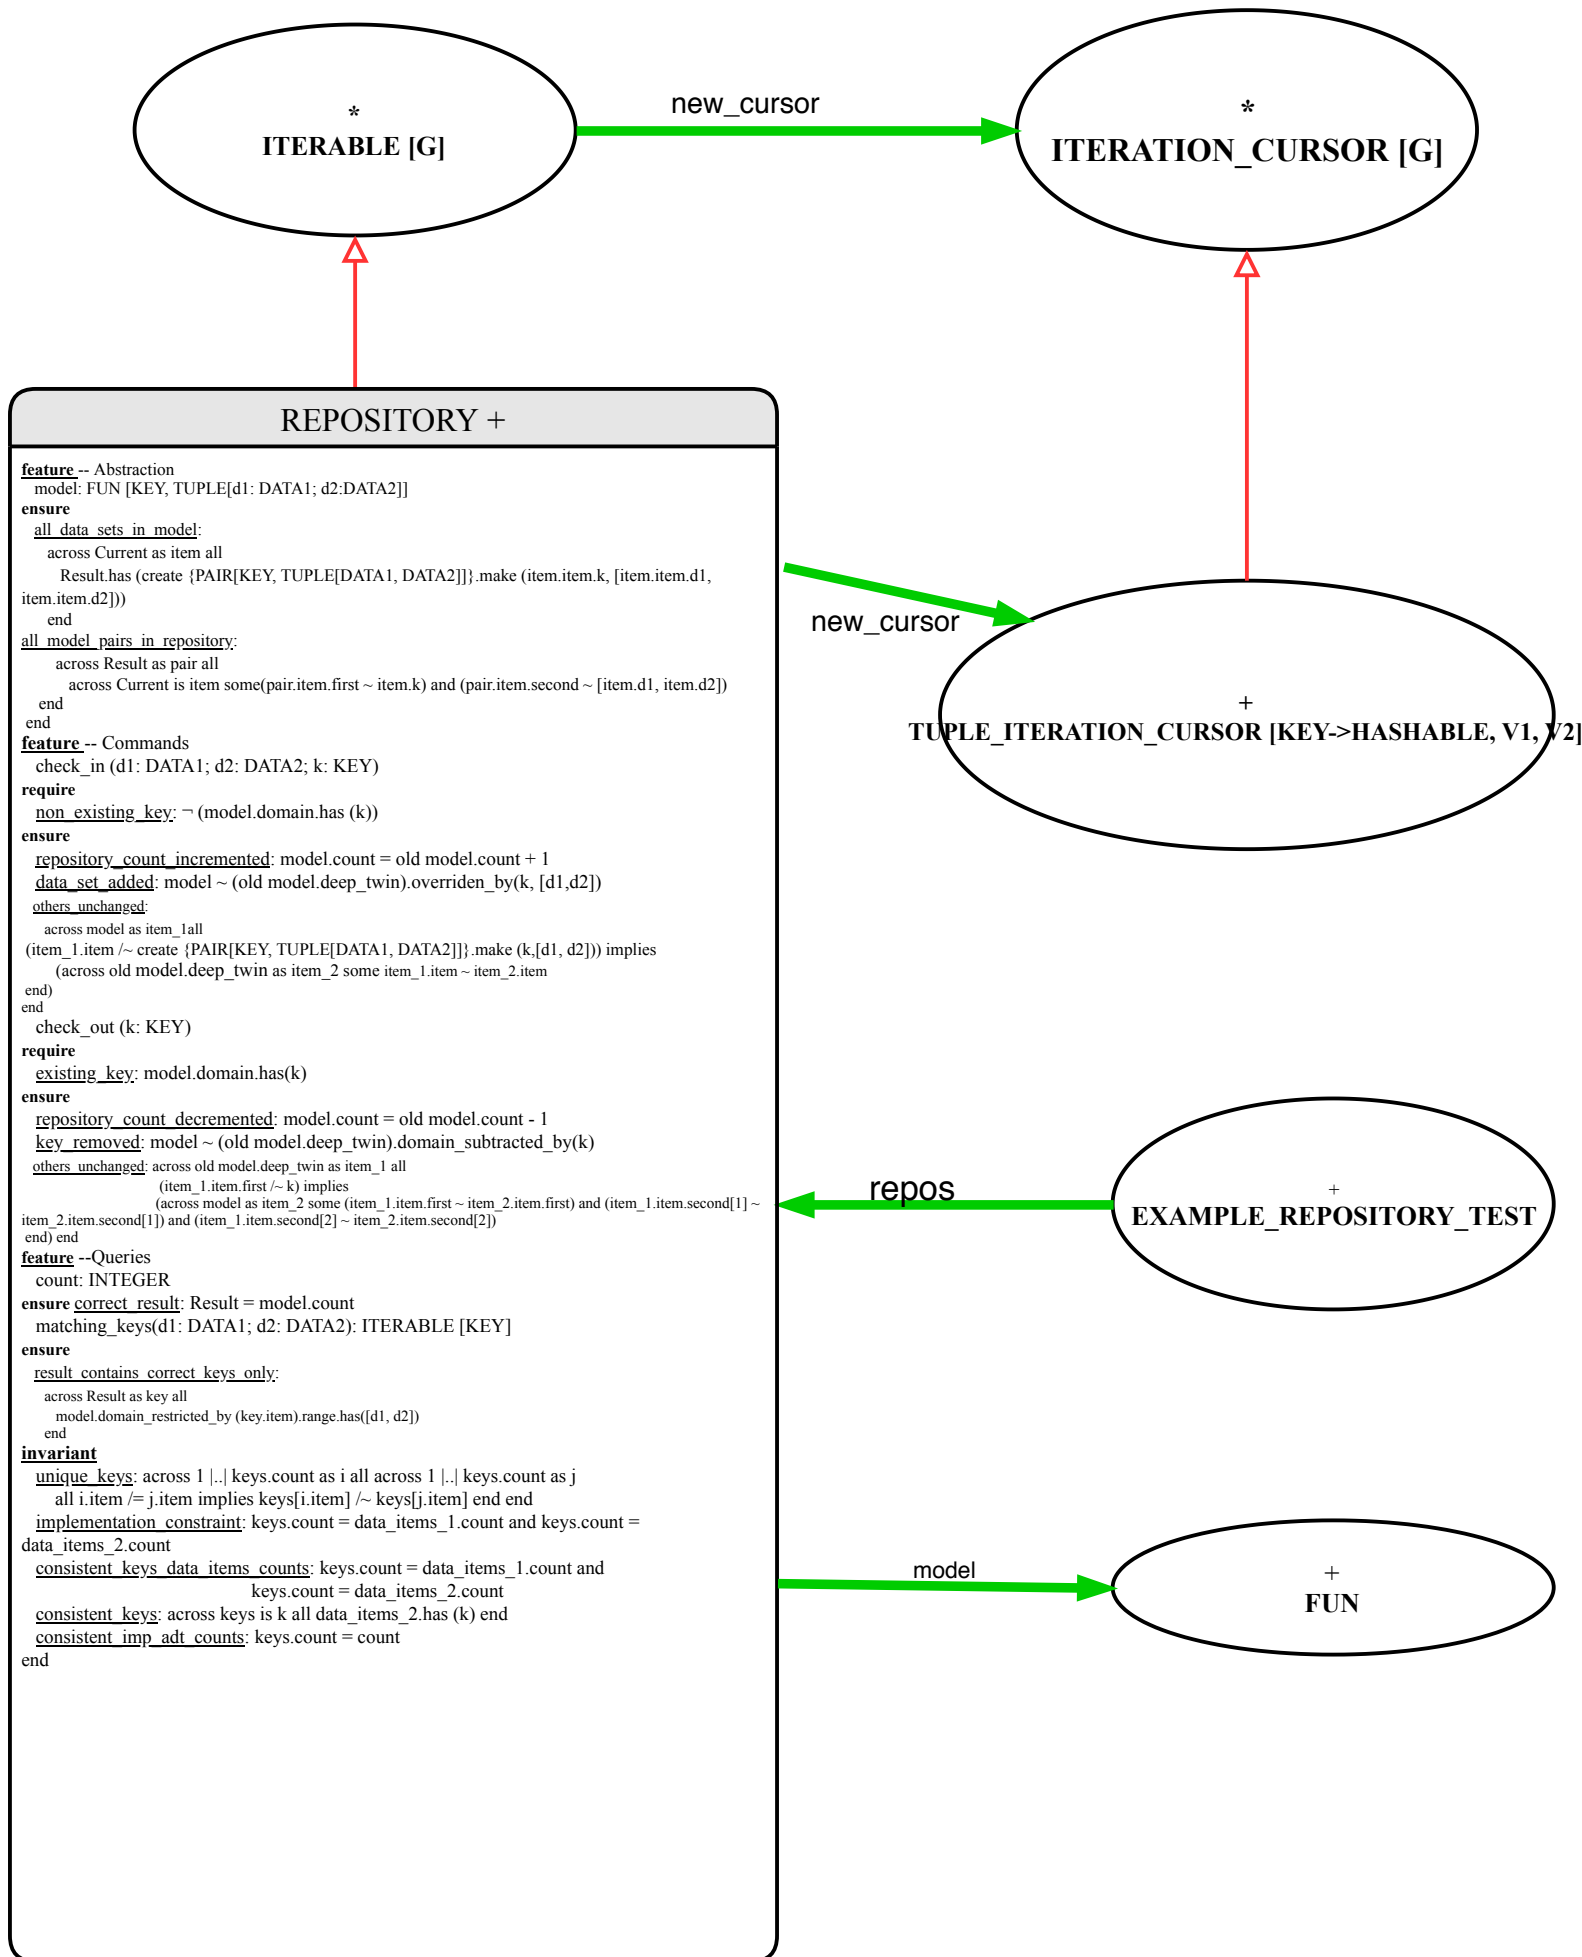 *
ITERABLE [G]
new_cursor
*
ITERATION_CURSOR [G]
REPOSITORY +
feature -- Abstraction
model: FUN [KEY, TUPLE[d1: DATA1; d2:DATA2]]
ensure
all_data_sets_in_model:
across Current as item all
Result.has (create {PAIR[KEY, TUPLE[DATA1, DATA2]]}.make (item.item.k, [item.item.d1,
item.item.d2]))
end
all_model_pairs_in_repository:
across Result as pair all
across Current is item some(pair.item.first ~ item.k) and (pair.item.second ~ [item.d1, item.d2])
end
end
feature -- Commands
check_in (d1: DATA1; d2: DATA2; k: KEY)
require
non_existing_key: ¬ (model.domain.has (k))
ensure
repository_count_incremented: model.count = old model.count + 1
data_set_added: model ~ (old model.deep_twin).overriden_by(k, [d1,d2])
others_unchanged:
across model as item_1all
(item_1.item /~ create {PAIR[KEY, TUPLE[DATA1, DATA2]]}.make (k,[d1, d2])) implies
(across old model.deep_twin as item_2 some item_1.item ~ item_2.item
end)
end
check_out (k: KEY)
require
existing_key: model.domain.has(k)
ensure
repository_count_decremented: model.count = old model.count - 1
key_removed: model ~ (old model.deep_twin).domain_subtracted_by(k)
others_unchanged: across old model.deep_twin as item_1 all
(item_1.item.first /~ k) implies
(across model as item_2 some (item_1.item.first ~ item_2.item.first) and (item_1.item.second[1] ~
item_2.item.second[1]) and (item_1.item.second[2] ~ item_2.item.second[2])
end) end
feature --Queries
count: INTEGER
ensure correct_result: Result = model.count
matching_keys(d1: DATA1; d2: DATA2): ITERABLE [KEY]
ensure
result_contains_correct_keys_only:
across Result as key all
model.domain_restricted_by (key.item).range.has([d1, d2])
end
invariant
unique_keys: across 1 |..| keys.count as i all across 1 |..| keys.count as j
all i.item /= j.item implies keys[i.item] /~ keys[j.item] end end
implementation_constraint: keys.count = data_items_1.count and keys.count =
data_items_2.count
consistent_keys_data_items_counts: keys.count = data_items_1.count and
keys.count = data_items_2.count
consistent_keys: across keys is k all data_items_2.has (k) end
consistent_imp_adt_counts: keys.count = count
end
new_cursor
+
TUPLE_ITERATION_CURSOR [KEY->HASHABLE, V1, V2]
repos
+
EXAMPLE_REPOSITORY_TEST
model
+
FUN